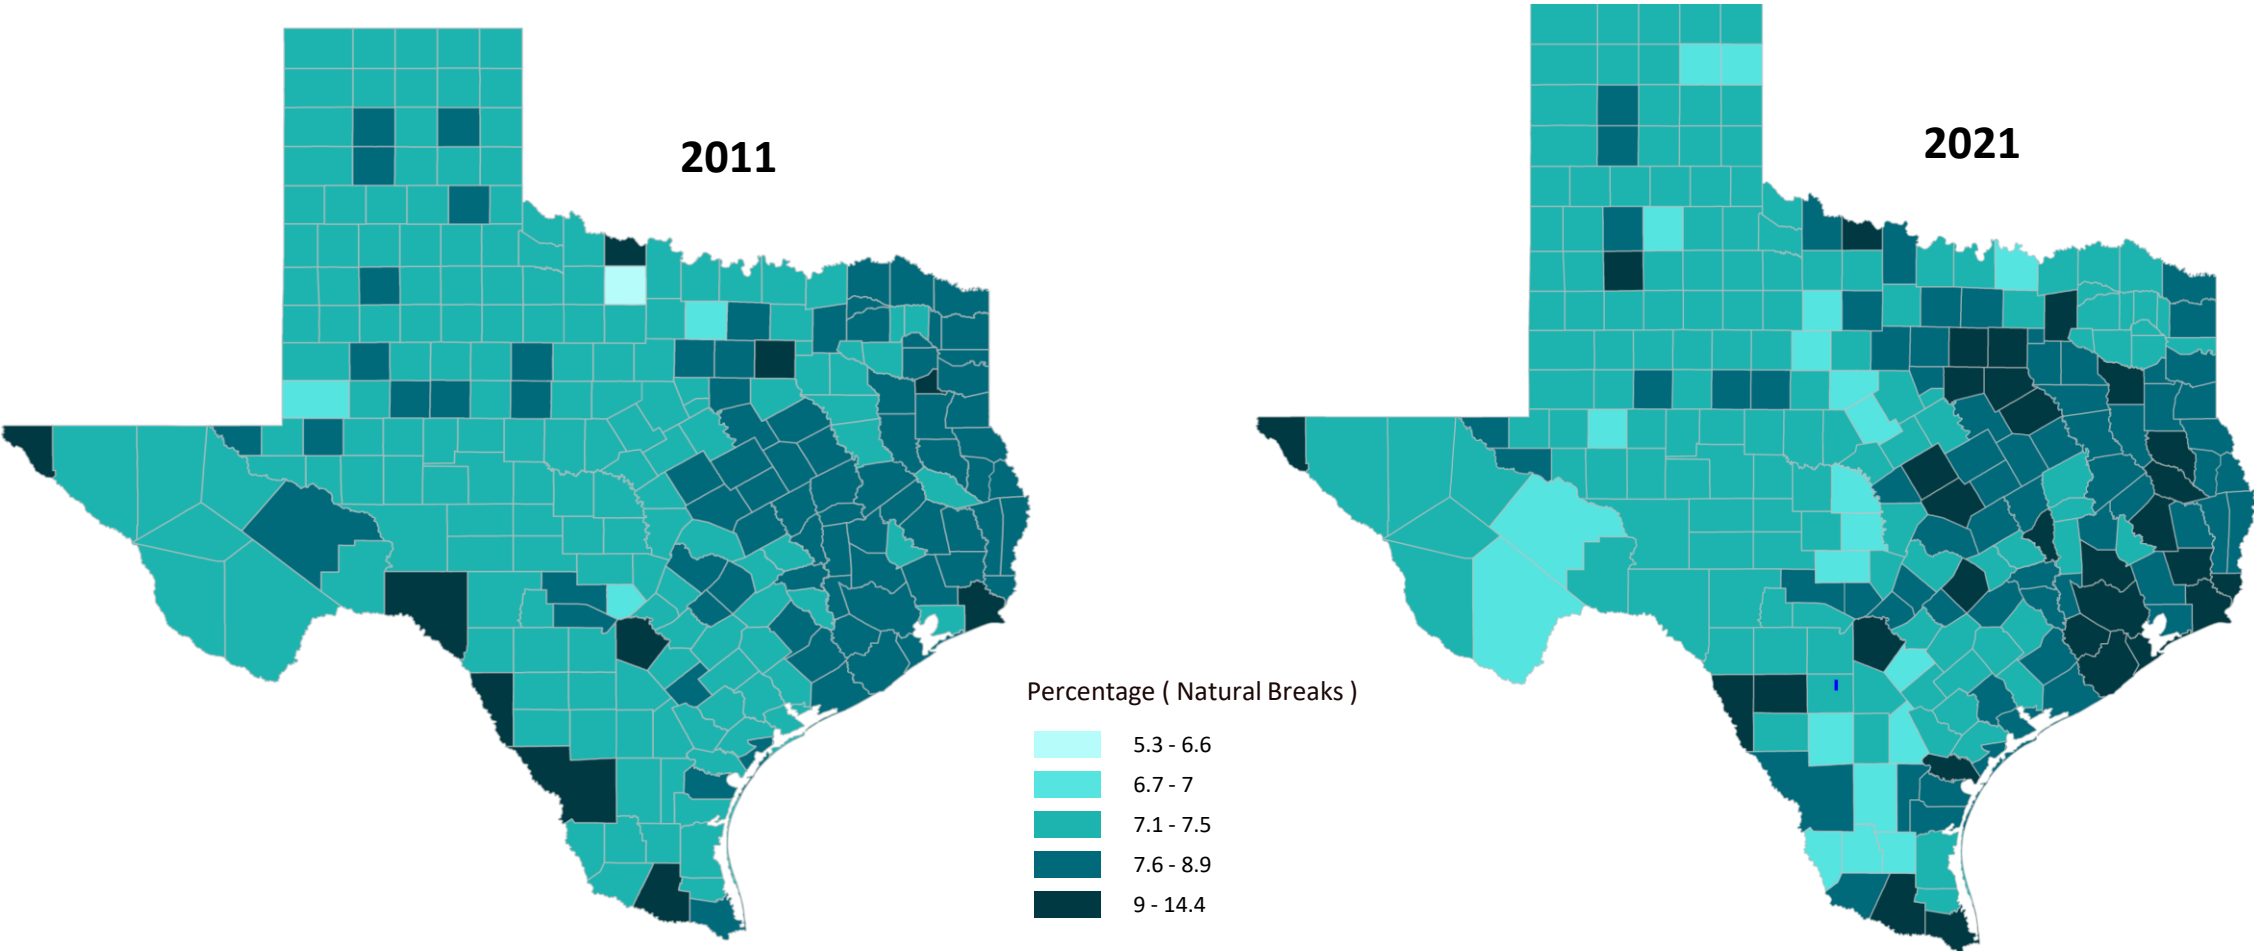 2011
2021
Percentage ( Natural Breaks )
5.3 - 6.6
6.7 - 7
7.1 - 7.5
7.6 - 8.9
9 - 14.4